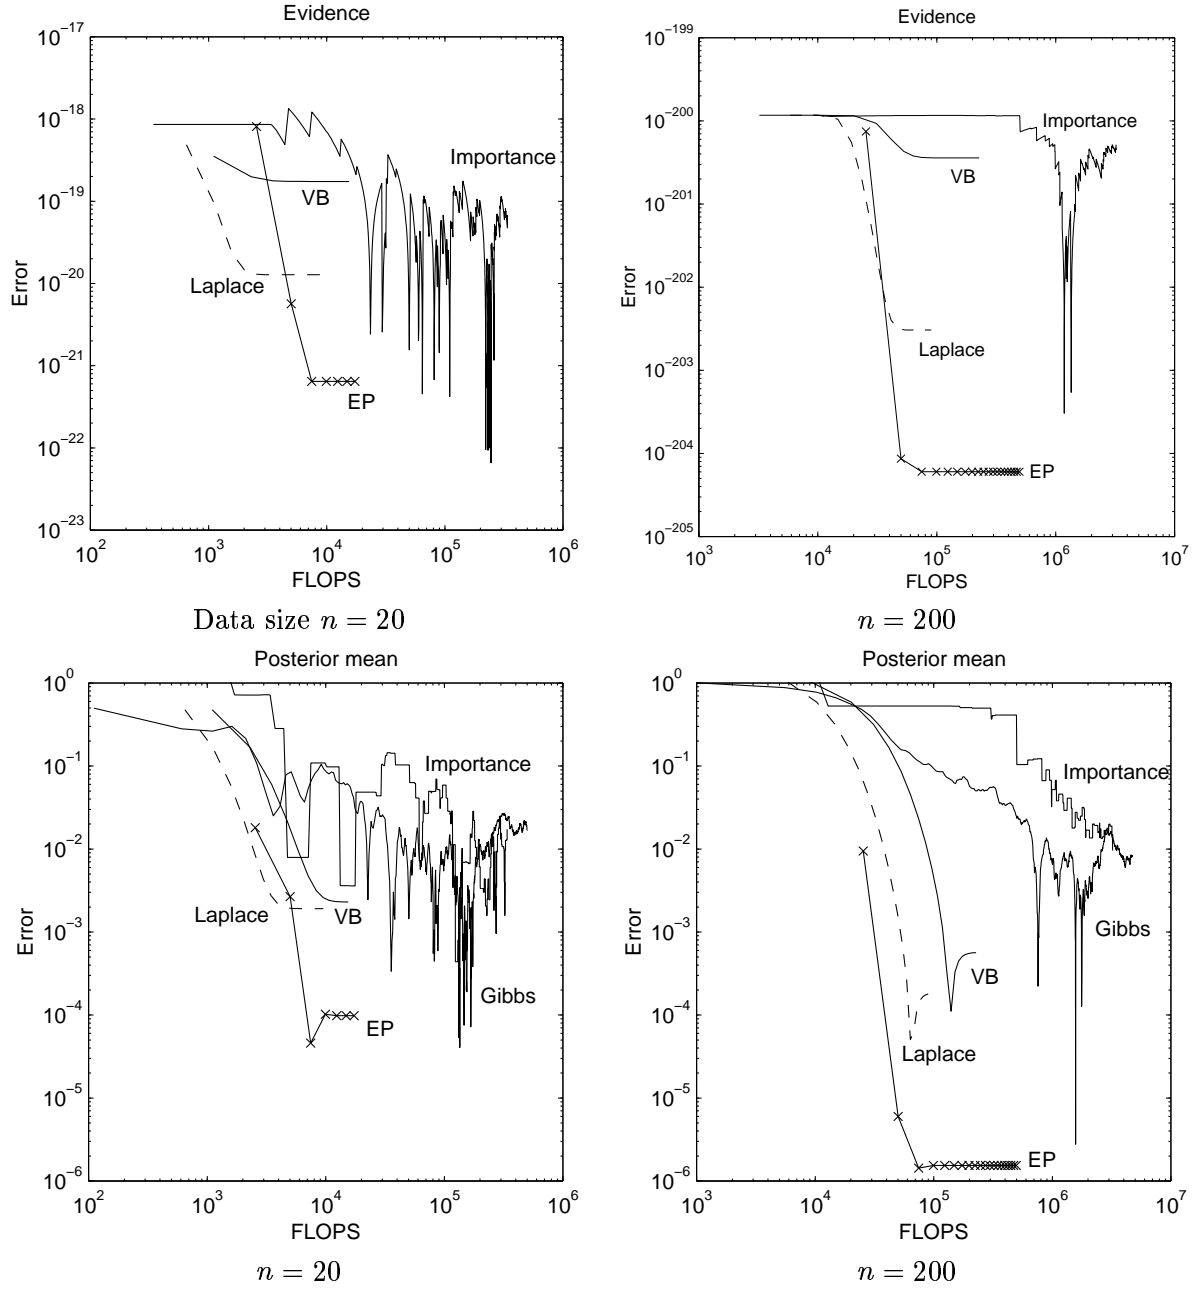 Evidence
10^-17
10^-18
10^-19
10^-20
10^-21
10^-22
10^-23
Error
Importance
VB
Laplace
EP
10^2 10^3 10^4 10^5 10^6
FLOPS
Data size n = 20
Evidence
10^-199
10^-200
10^-201
10^-202
10^-203
10^-204
10^-205
Error
Importance
VB
Laplace
EP
10^3 10^4 10^5 10^6 10^7
FLOPS
n = 200
Posterior mean
10^0
10^-1
10^-2
10^-3
10^-4
10^-5
10^-6
Error
Importance
Laplace
VB
Gibbs
EP
10^2 10^3 10^4 10^5 10^6
FLOPS
n = 20
Posterior mean
10^0
10^-1
10^-2
10^-3
10^-4
10^-5
10^-6
Error
Importance
Gibbs
VB
Laplace
EP
10^3 10^4 10^5 10^6 10^7
FLOPS
n = 200